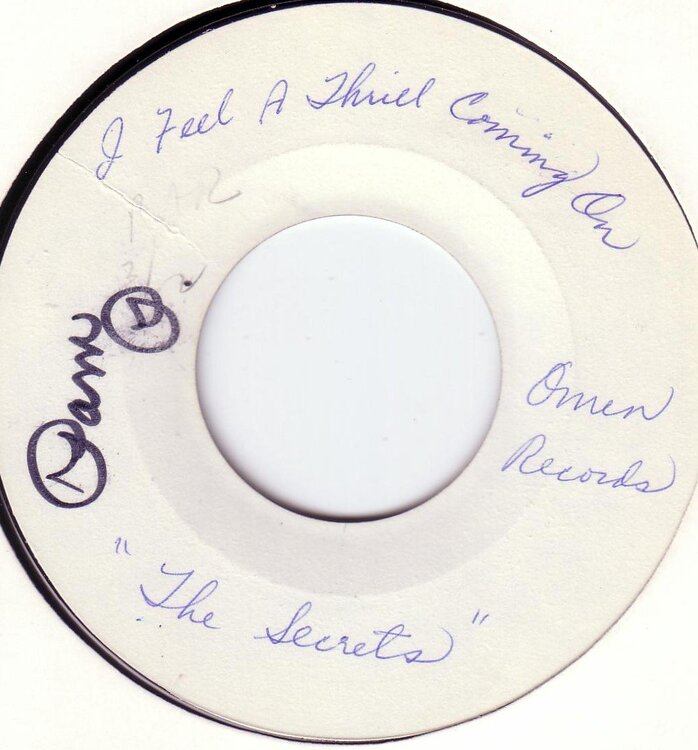 I Feel A Thrill Coming On
Omen
Records
"The Secrets"